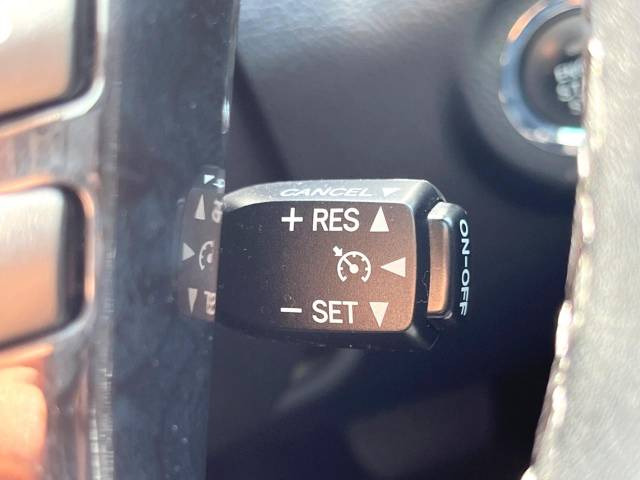 CANCEL ▼
+ RES ▲
◀
− SET ▼
ON-OFF